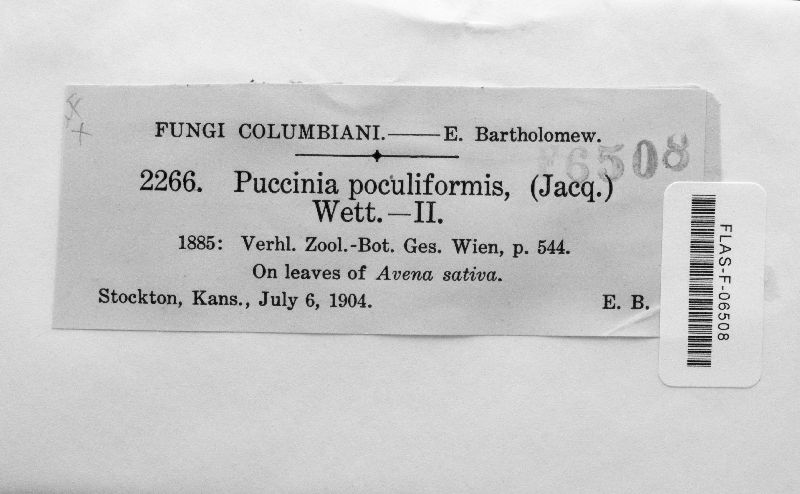 FUNGI COLUMBIANI.——E. Bartholomew.
6508
2266. Puccinia poculiformis, (Jacq.)
Wett.—II.
1885: Verhl. Zool.-Bot. Ges. Wien, p. 544.
On leaves of Avena sativa.
Stockton, Kans., July 6, 1904. E. B.
FLAS-F-06508